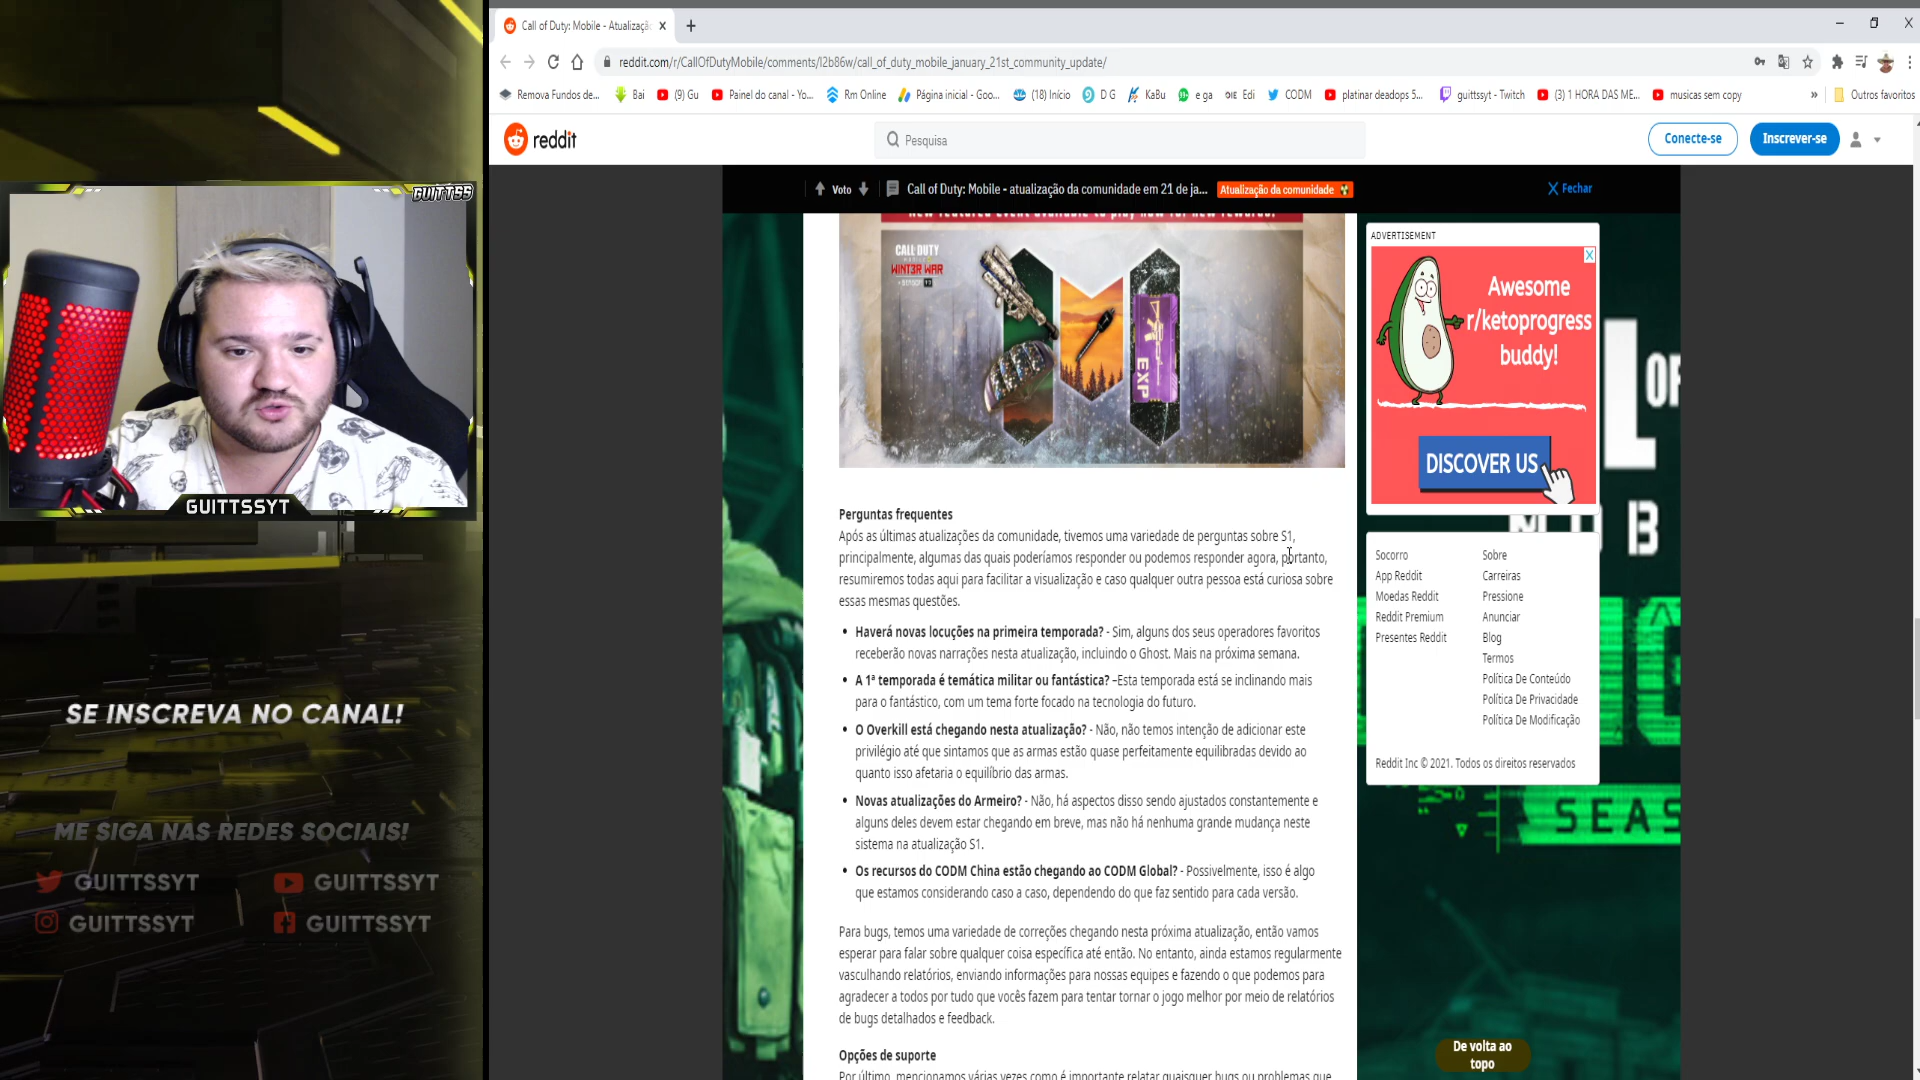 Call of Duty: Mobile - Atualizaçã
reddit.com/r/CallOfDutyMobile/comments/l2b86w/call_of_duty_mobile_january_21st_community_update/
Remova Fundos de...
Bai
(9) Gu
Painel do canal - Yo...
Rm Online
Página inicial - Goo...
(18) Início
D G
KaBu
e ga
Edi
CODM
platinar deadops 5...
guittssyt - Twitch
(3) 1 HORA DAS ME...
musicas sem copy
»
Outros favoritos
reddit
Pesquisa
Conecte-se
Inscrever-se
Voto
Call of Duty: Mobile - atualização da comunidade em 21 de ja...
Atualização da comunidade
Fechar
New featured event available to play now for new rewards!
CALL OF DUTY
WINTER WAR
EXP
GUITTSS
GUITTSSYT
SE INSCREVA NO CANAL!
ME SIGA NAS REDES SOCIAIS!
GUITTSSYT
GUITTSSYT
GUITTSSYT
GUITTSSYT
Perguntas frequentes
Após as últimas atualizações da comunidade, tivemos uma variedade de perguntas sobre S1,
principalmente, algumas das quais poderíamos responder ou podemos responder agora, portanto,
resumiremos todas aqui para facilitar a visualização e caso qualquer outra pessoa está curiosa sobre
essas mesmas questões.
• Haverá novas locuções na primeira temporada? - Sim, alguns dos seus operadores favoritos
receberão novas narrações nesta atualização, incluindo o Ghost. Mais na próxima semana.
• A 1ª temporada é temática militar ou fantástica? –Esta temporada está se inclinando mais
para o fantástico, com um tema forte focado na tecnologia do futuro.
• O Overkill está chegando nesta atualização? - Não, não temos intenção de adicionar este
privilégio até que sintamos que as armas estão quase perfeitamente equilibradas devido ao
quanto isso afetaria o equilíbrio das armas.
• Novas atualizações do Armeiro? - Não, há aspectos disso sendo ajustados constantemente e
alguns deles devem estar chegando em breve, mas não há nenhuma grande mudança neste
sistema na atualização S1.
• Os recursos do CODM China estão chegando ao CODM Global? - Possivelmente, isso é algo
que estamos considerando caso a caso, dependendo do que faz sentido para cada versão.
Para bugs, temos uma variedade de correções chegando nesta próxima atualização, então vamos
esperar para falar sobre qualquer coisa específica até então. No entanto, ainda estamos regularmente
vasculhando relatórios, enviando informações para nossas equipes e fazendo o que podemos para
agradecer a todos por tudo que vocês fazem para tentar tornar o jogo melhor por meio de relatórios
de bugs detalhados e feedback.
Opções de suporte
Por último, mencionamos várias vezes como é importante relatar quaisquer bugs ou problemas que
ADVERTISEMENT
Awesome
r/ketoprogress
buddy!
DISCOVER US
Socorro
App Reddit
Moedas Reddit
Reddit Premium
Presentes Reddit
Sobre
Carreiras
Pressione
Anunciar
Blog
Termos
Política De Conteúdo
Política De Privacidade
Política De Modificação
Reddit Inc © 2021. Todos os direitos reservados
L OF
SEAS
De volta ao
topo